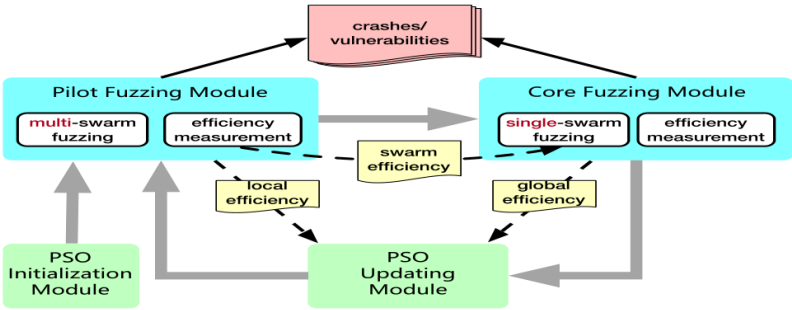 crashes/
vulnerabilities
Pilot Fuzzing Module
multi-swarm
fuzzing
efficiency
measurement
Core Fuzzing Module
single-swarm
fuzzing
efficiency
measurement
swarm
efficiency
local
efficiency
global
efficiency
PSO
Initialization
Module
PSO
Updating
Module